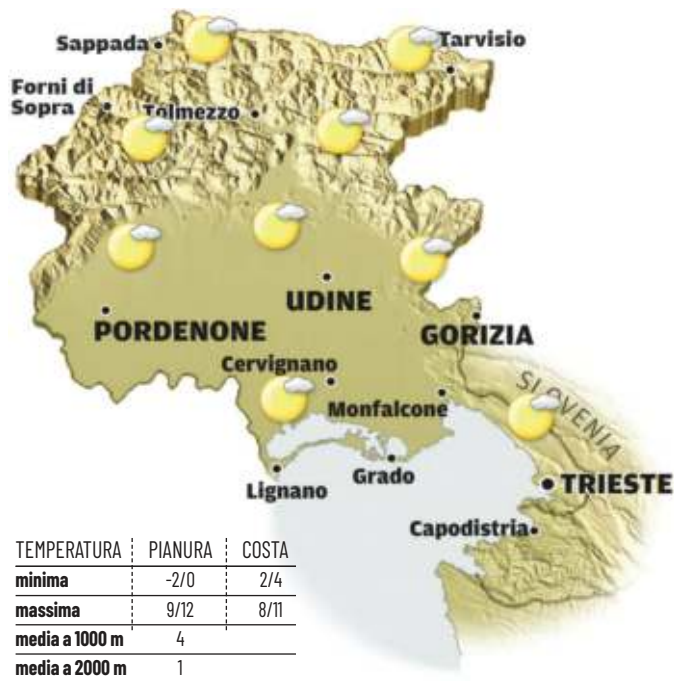 Sappada
Tarvisio
Forni di
Sopra
Tolmezzo
UDINE
PORDENONE
GORIZIA
Cervignano
SLOVENIA
Monfalcone
Grado
Lignano
TRIESTE
Capodistria
TEMPERATURA PIANURA COSTA
minima -2/0 2/4
massima 9/12 8/11
media a 1000 m 4
media a 2000 m 1